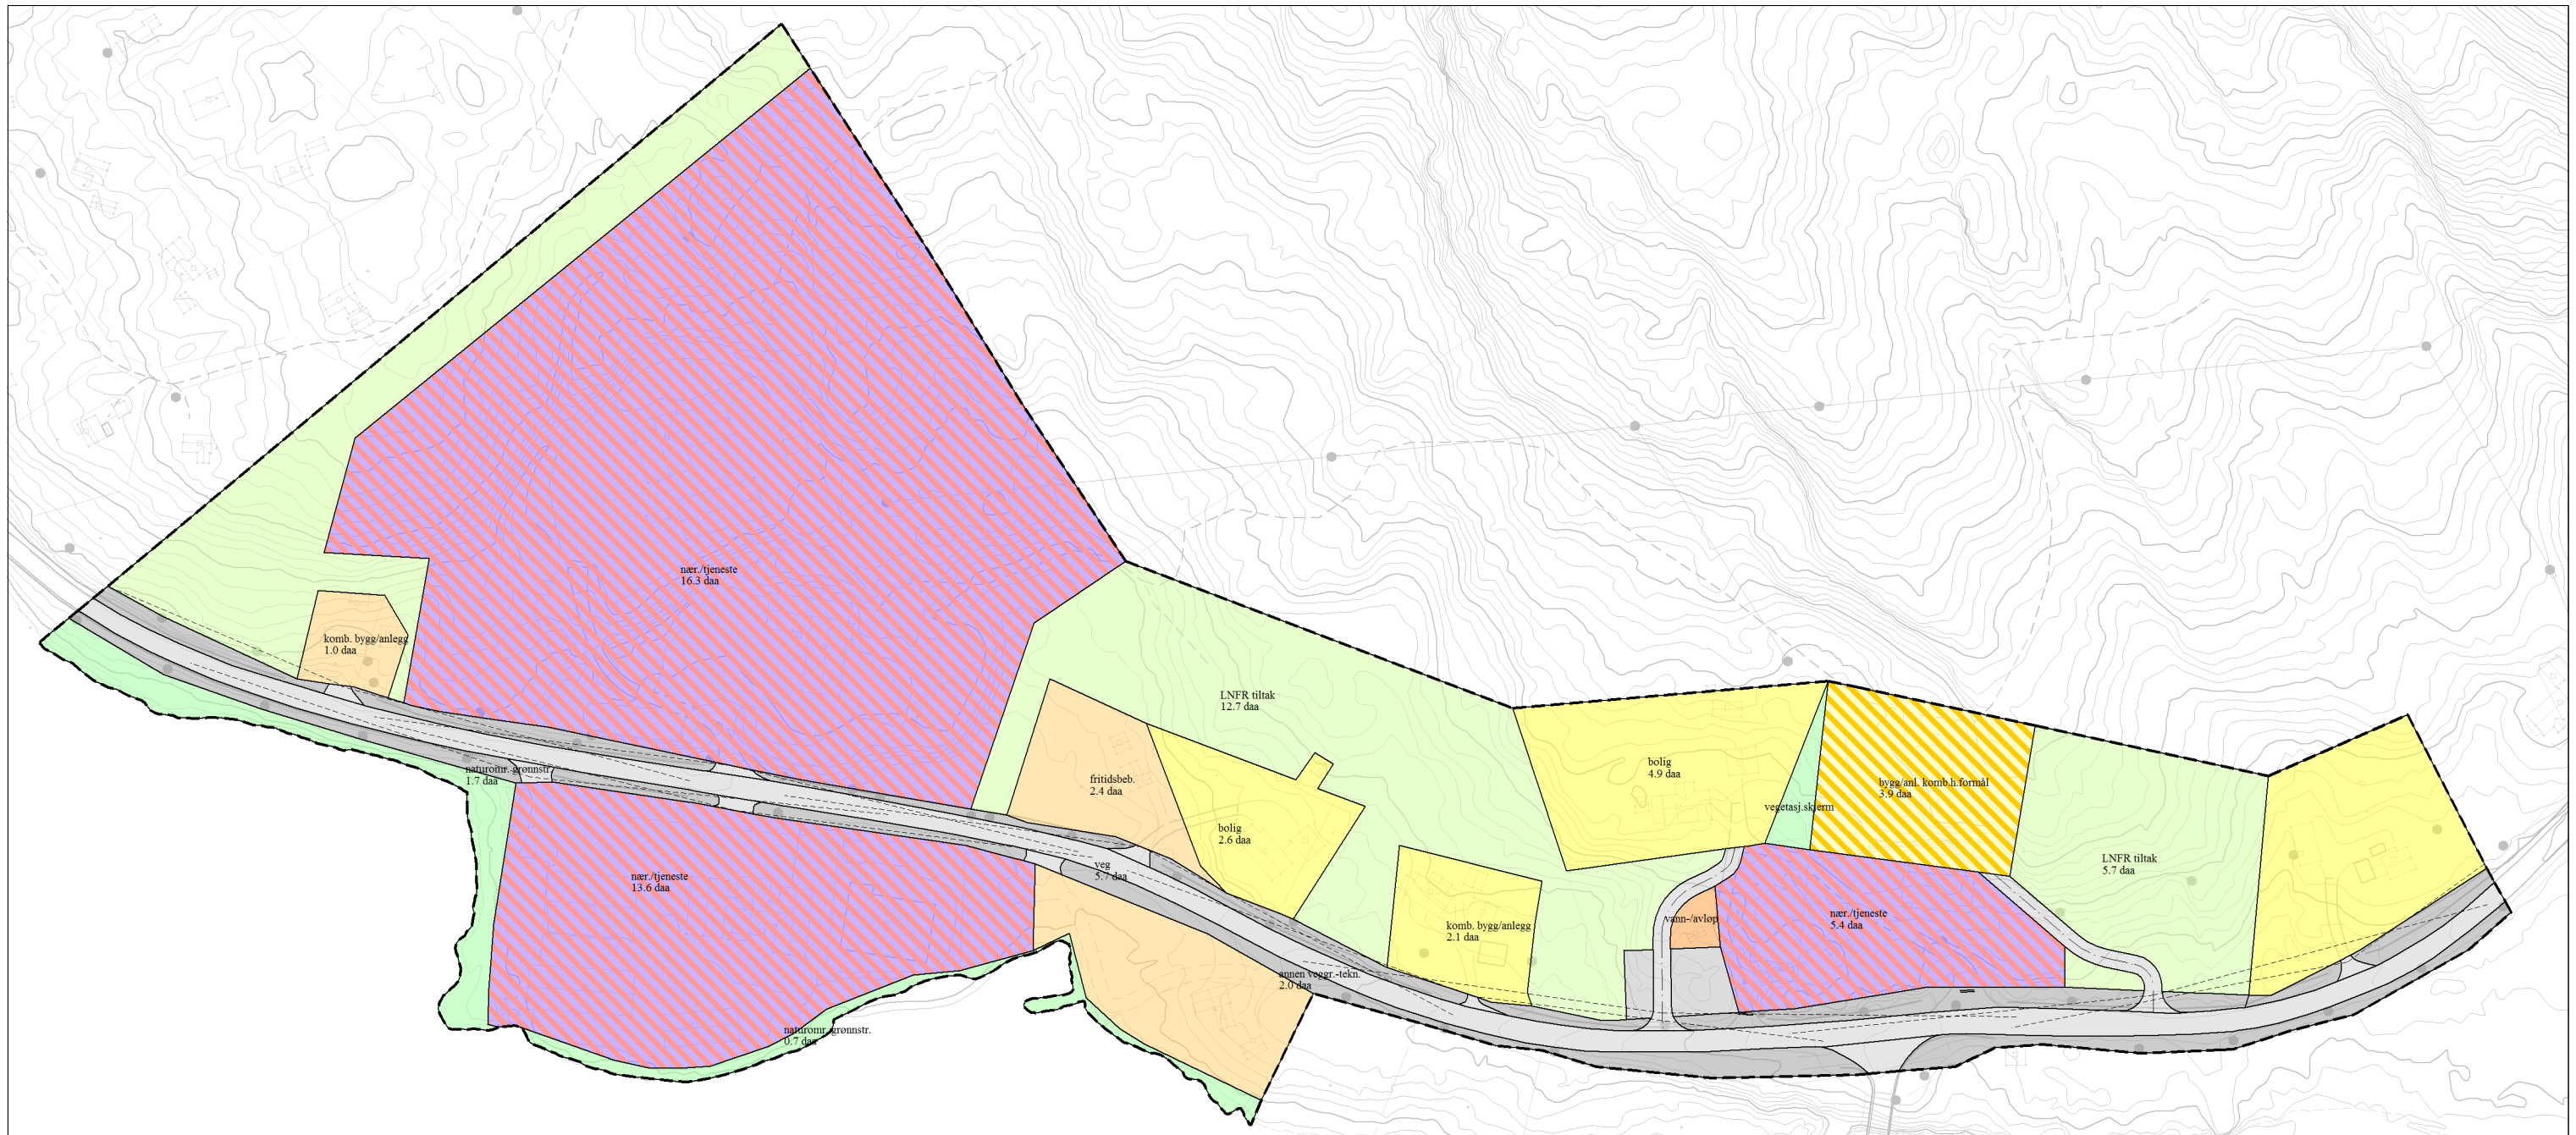 nær./tjeneste
16.3 daa
komb. bygg/anlegg
1.0 daa
LNFR tiltak
12.7 daa
naturomr.-grønnstr.
1.7 daa
fritidsbeb.
2.4 daa
bolig
2.6 daa
bolig
4.9 daa
bygg/anl. komb.h.formål
3.9 daa
vegetasj.skjerm
veg
5.7 daa
LNFR tiltak
5.7 daa
nær./tjeneste
13.6 daa
komb. bygg/anlegg
2.1 daa
vann-/avløp
nær./tjeneste
5.4 daa
annen veggr.-tekn.
2.0 daa
naturomr.-grønnstr.
0.7 daa